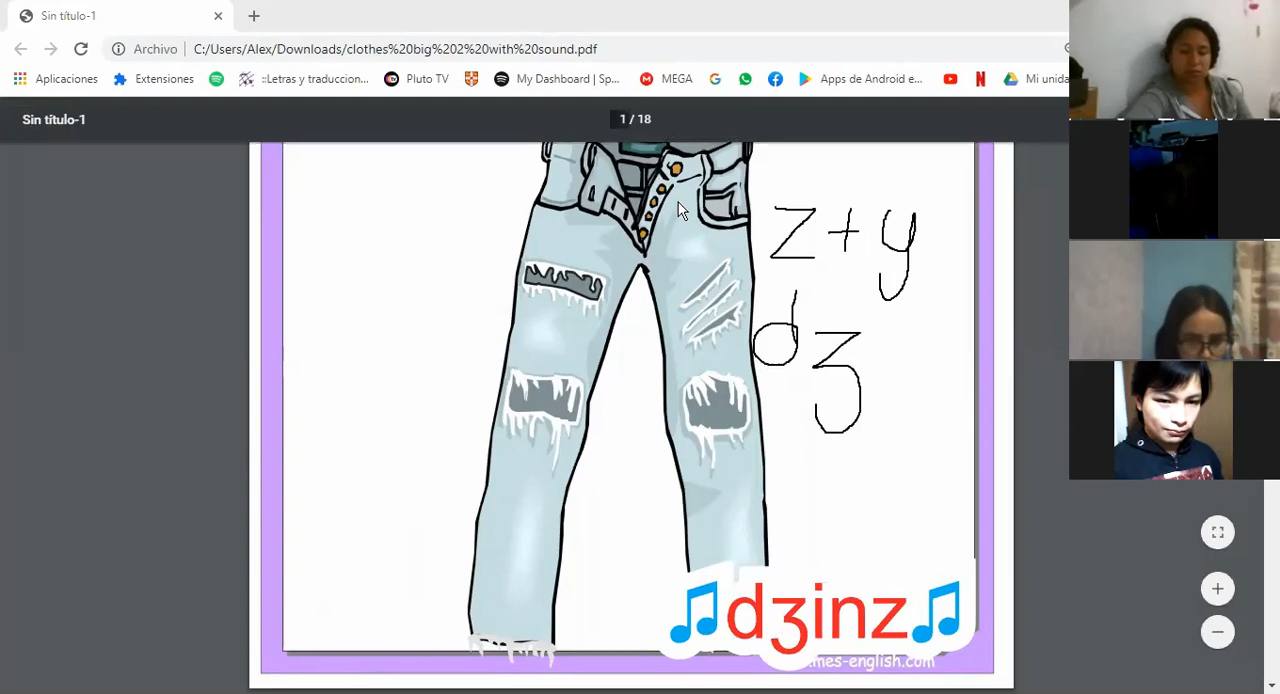 Sin título-1
Archivo C:/Users/Alex/Downloads/clothes%20big%202%20with%20sound.pdf
Aplicaciones Extensiones ::Letras y traduccion... Pluto TV My Dashboard | Sp... MEGA Apps de Android e... Mi unida
Sin título-1 1 / 18
z + y
dʒ
dʒinz
mes-english.com